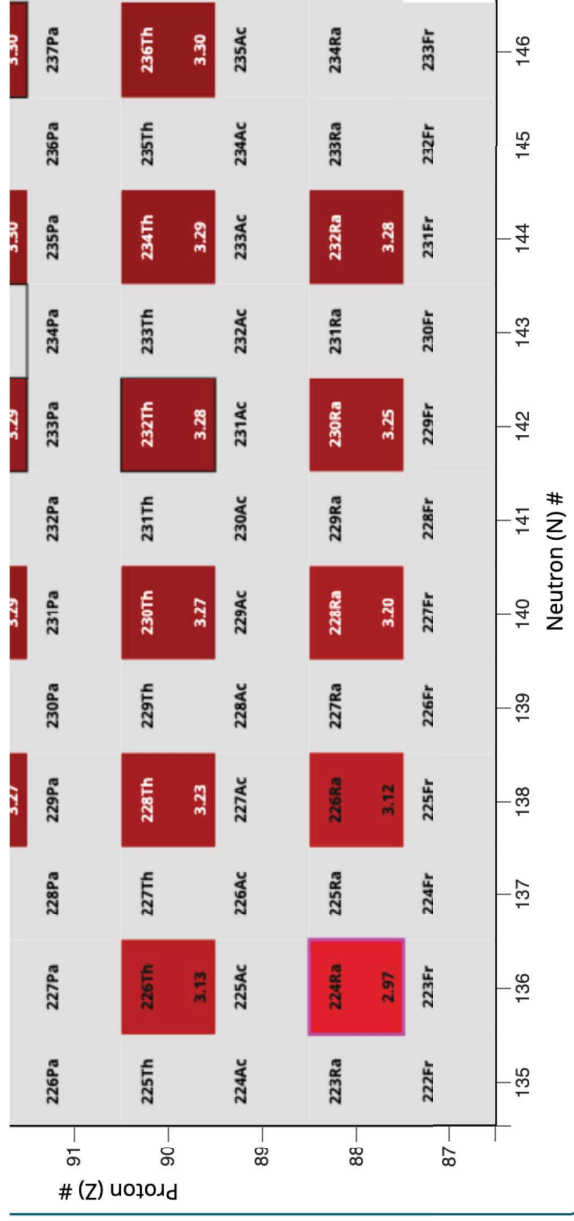 3.27 3.29 3.29 3.30 3.30
226Pa 227Pa 228Pa 229Pa 230Pa 231Pa 232Pa 233Pa 234Pa 235Pa 236Pa 237Pa
91
225Th 226Th 227Th 228Th 229Th 230Th 231Th 232Th 233Th 234Th 235Th 236Th
90
3.13 3.23 3.27 3.28 3.29 3.30
224Ac 225Ac 226Ac 227Ac 228Ac 229Ac 230Ac 231Ac 232Ac 233Ac 234Ac 235Ac
89
223Ra 224Ra 225Ra 226Ra 227Ra 228Ra 229Ra 230Ra 231Ra 232Ra 233Ra 234Ra
88
2.97 3.12 3.20 3.25 3.28
222Fr 223Fr 224Fr 225Fr 226Fr 227Fr 228Fr 229Fr 230Fr 231Fr 232Fr 233Fr
87
Proton (Z) #
135 136 137 138 139 140 141 142 143 144 145 146
Neutron (N) #